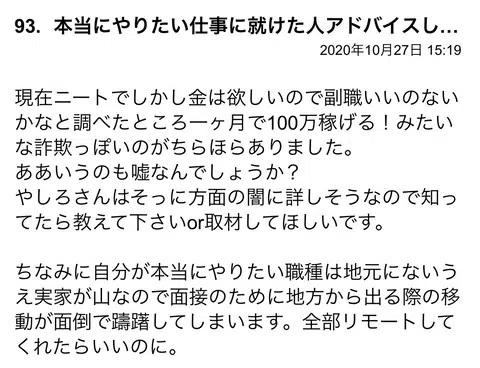 93. 本当にやりたい仕事に就けた人アドバイスし...
2020年10月27日 15:19
現在ニートでしかし金は欲しいので副職いいのない
かなと調べたところ一ヶ月で100万稼げる！みたい
な詐欺っぽいのがちらほらありました。
ああいうのも嘘なんでしょうか？
やしろさんはそっに方面の闇に詳しそうなので知っ
てたら教えて下さいor取材してほしいです。
ちなみに自分が本当にやりたい職種は地元にないう
え実家が山なので面接のために地方から出る際の移
動が面倒で躊躇してしまいます。全部リモートして
くれたらいいのに。